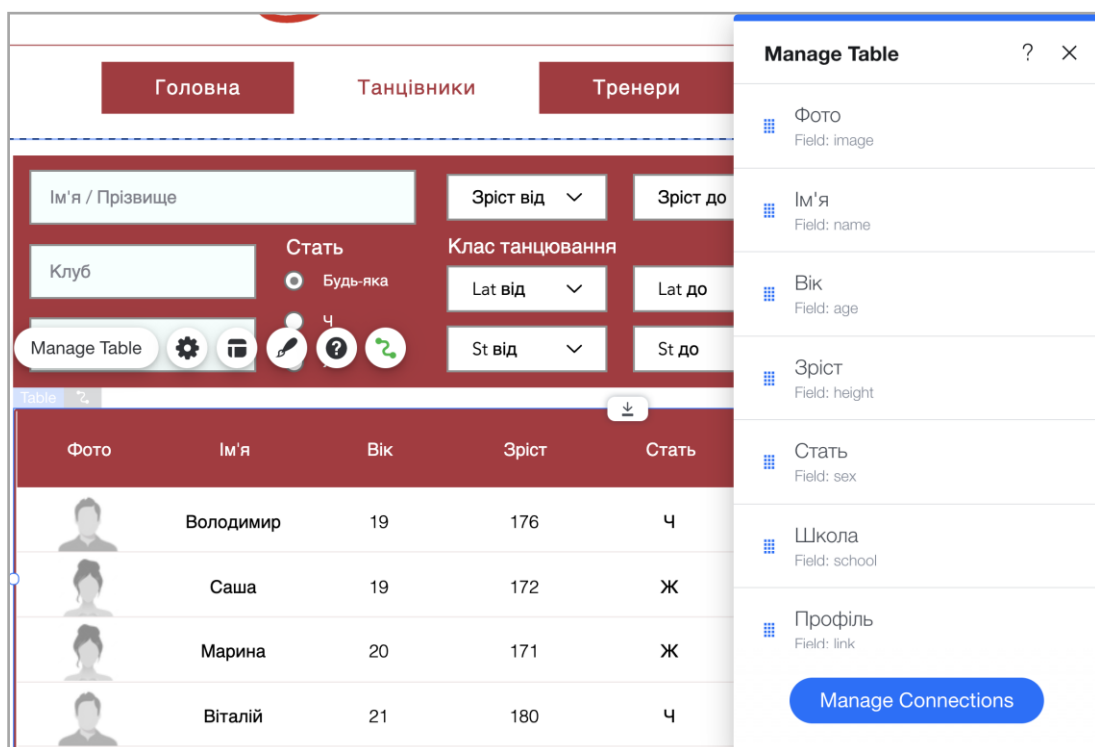 Головна Танцівники Тренери
Ім'я / Прізвище Зріст від Зріст до
Стать Клас танцювання
Клуб Будь-яка Lat від Lat до
Ч
Manage Table St від St до
Table
Фото Ім'я Вік Зріст Стать
Володимир 19 176 Ч
Саша 19 172 Ж
Марина 20 171 Ж
Віталій 21 180 Ч
Manage Table ?
Фото
Field: image
Ім'я
Field: name
Вік
Field: age
Зріст
Field: height
Стать
Field: sex
Школа
Field: school
Профіль
Field: link
Manage Connections